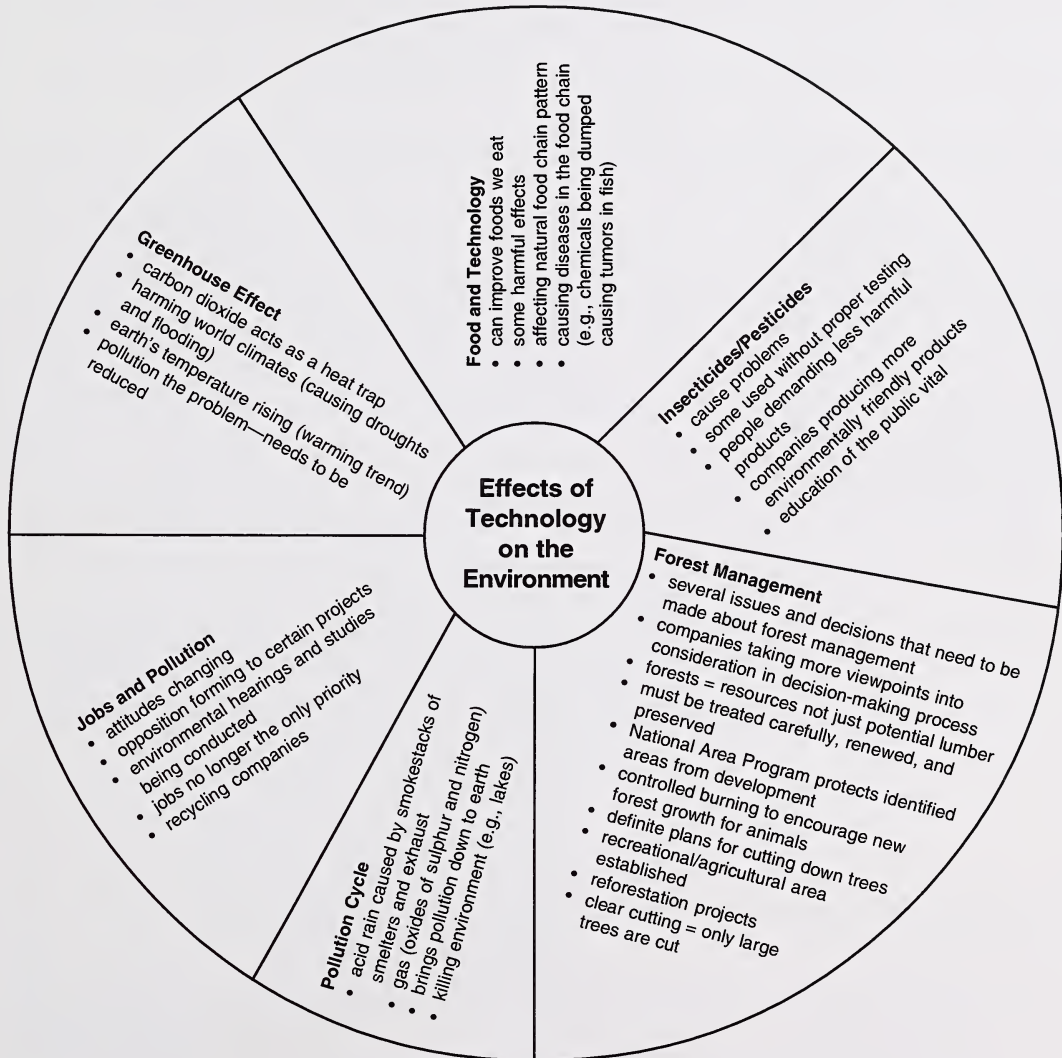 Effects of
Technology
on the
Environment
Food and Technology
• can improve foods we eat
• some harmful effects
• affecting natural food chain pattern
• causing diseases in the food chain
(e.g., chemicals being dumped
causing tumors in fish)
Insecticides/Pesticides
• cause problems
• some used without proper testing
• people demanding less harmful
products
• companies producing more
environmentally friendly products
• education of the public vital
Forest Management
• several issues and decisions that need to be
made about forest management
• companies taking more viewpoints into
consideration in decision-making process
• forests = resources not just potential lumber
• must be treated carefully, renewed, and
preserved
• National Area Program protects identified
areas from development
• controlled burning to encourage new
forest growth for animals
• definite plans for cutting down trees
• recreational/agricultural area
established
• reforestation projects
• clear cutting = only large
trees are cut
Pollution Cycle
• acid rain caused by smokestacks of
smelters and exhaust
• gas (oxides of sulphur and nitrogen)
• brings pollution down to earth
• killing environment (e.g., lakes)
Jobs and Pollution
• attitudes changing
• opposition forming to certain projects
• environmental hearings and studies
being conducted
• jobs no longer the only priority
• recycling companies
Greenhouse Effect
• carbon dioxide acts as a heat trap
• harming world climates (causing droughts
and flooding)
• earth's temperature rising (warming trend)
• pollution the problem—needs to be
reduced